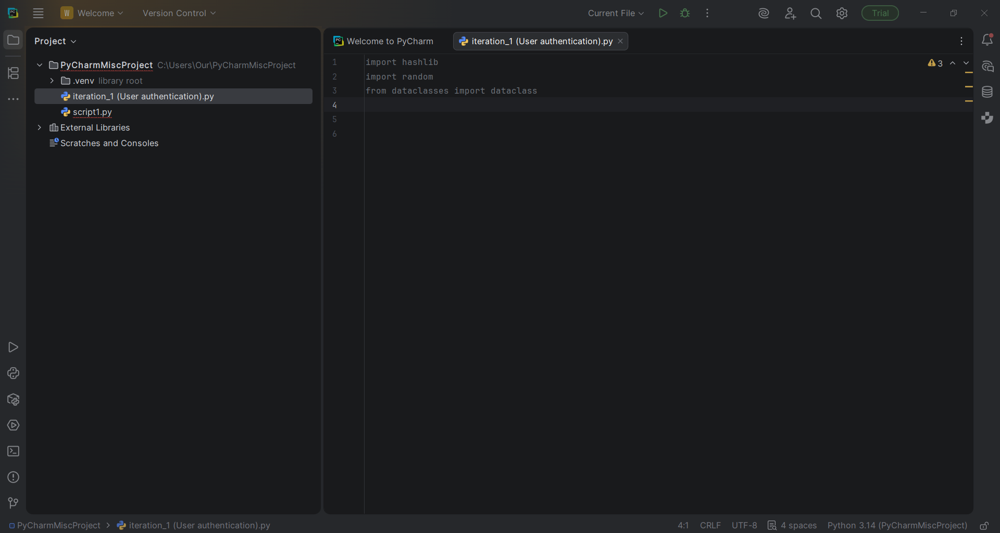 W Welcome Version Control Current File Trial
Project
PyCharmMiscProject C:\Users\Our\PyCharmMiscProject
.venv library root
iteration_1 (User authentication).py
script1.py
External Libraries
Scratches and Consoles
Welcome to PyCharm iteration_1 (User authentication).py
1 import hashlib
2 import random
3 from dataclasses import dataclass
4
5
6
3
PyCharmMiscProject iteration_1 (User authentication).py 4:1 CRLF UTF-8 4 spaces Python 3.14 (PyCharmMiscProject)